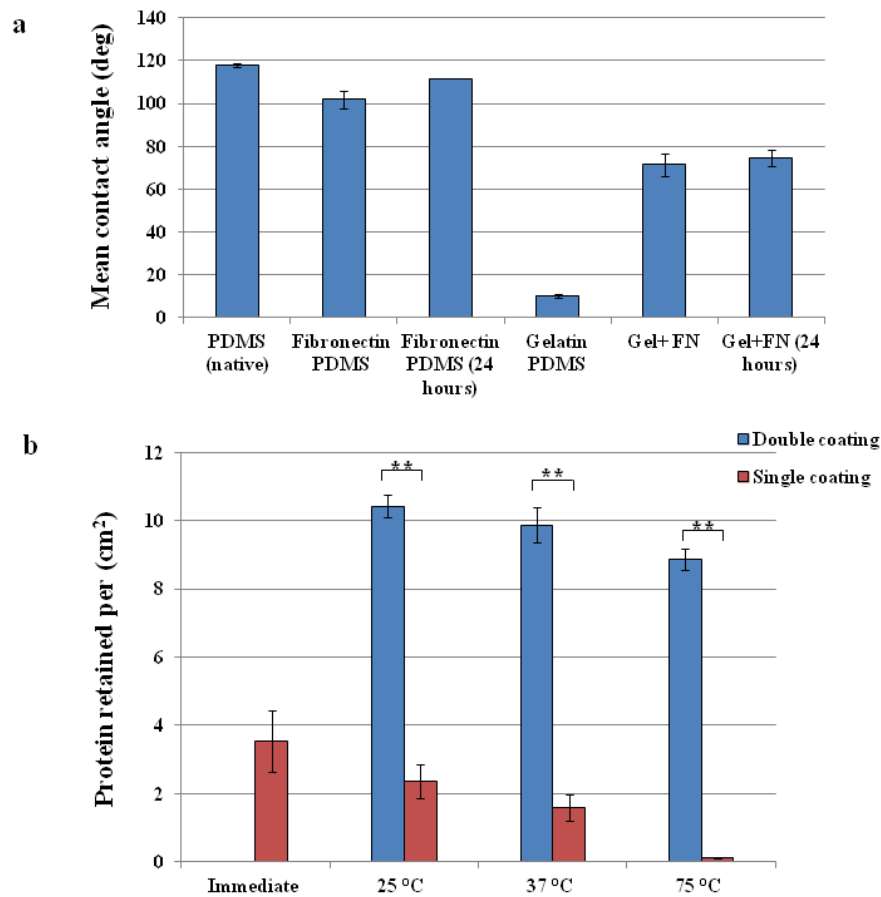 a
Mean contact angle (deg)
140
120
100
80
60
40
20
0
PDMS (native)
Fibronectin PDMS
Fibronectin PDMS (24 hours)
Gelatin PDMS
Gel+ FN
Gel+FN (24 hours)
b
Double coating
Single coating
Protein retained per (cm²)
12
10
8
6
4
2
0
**
**
**
Immediate
25 °C
37 °C
75 °C